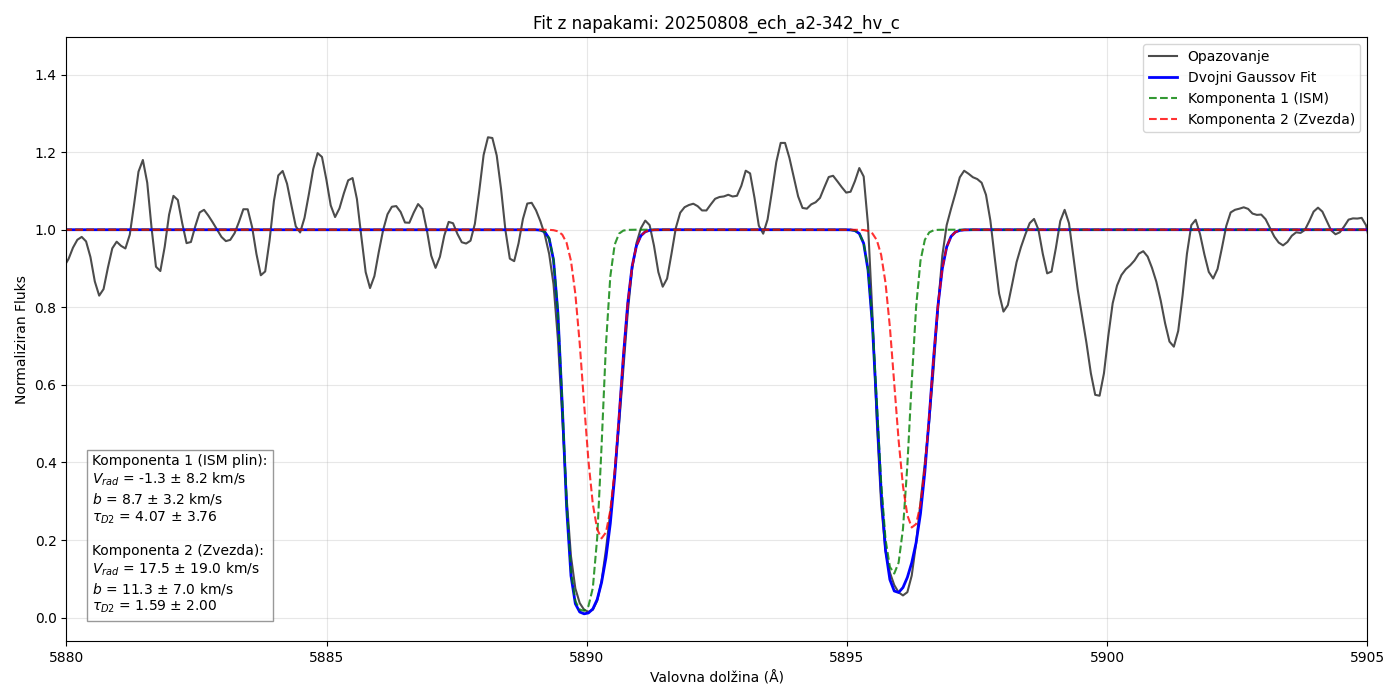 Fit z napakami: 20250808_ech_a2-342_hv_c
Normaliziran Fluks
1.4
1.2
1.0
0.8
0.6
0.4
0.2
0.0
Opazovanje
Dvojni Gaussov Fit
Komponenta 1 (ISM)
Komponenta 2 (Zvezda)
Komponenta 1 (ISM plin):
V_rad = -1.3 ± 8.2 km/s
b = 8.7 ± 3.2 km/s
τ_D2 = 4.07 ± 3.76
Komponenta 2 (Zvezda):
V_rad = 17.5 ± 19.0 km/s
b = 11.3 ± 7.0 km/s
τ_D2 = 1.59 ± 2.00
5880 5885 5890 5895 5900 5905
Valovna dolžina (Å)